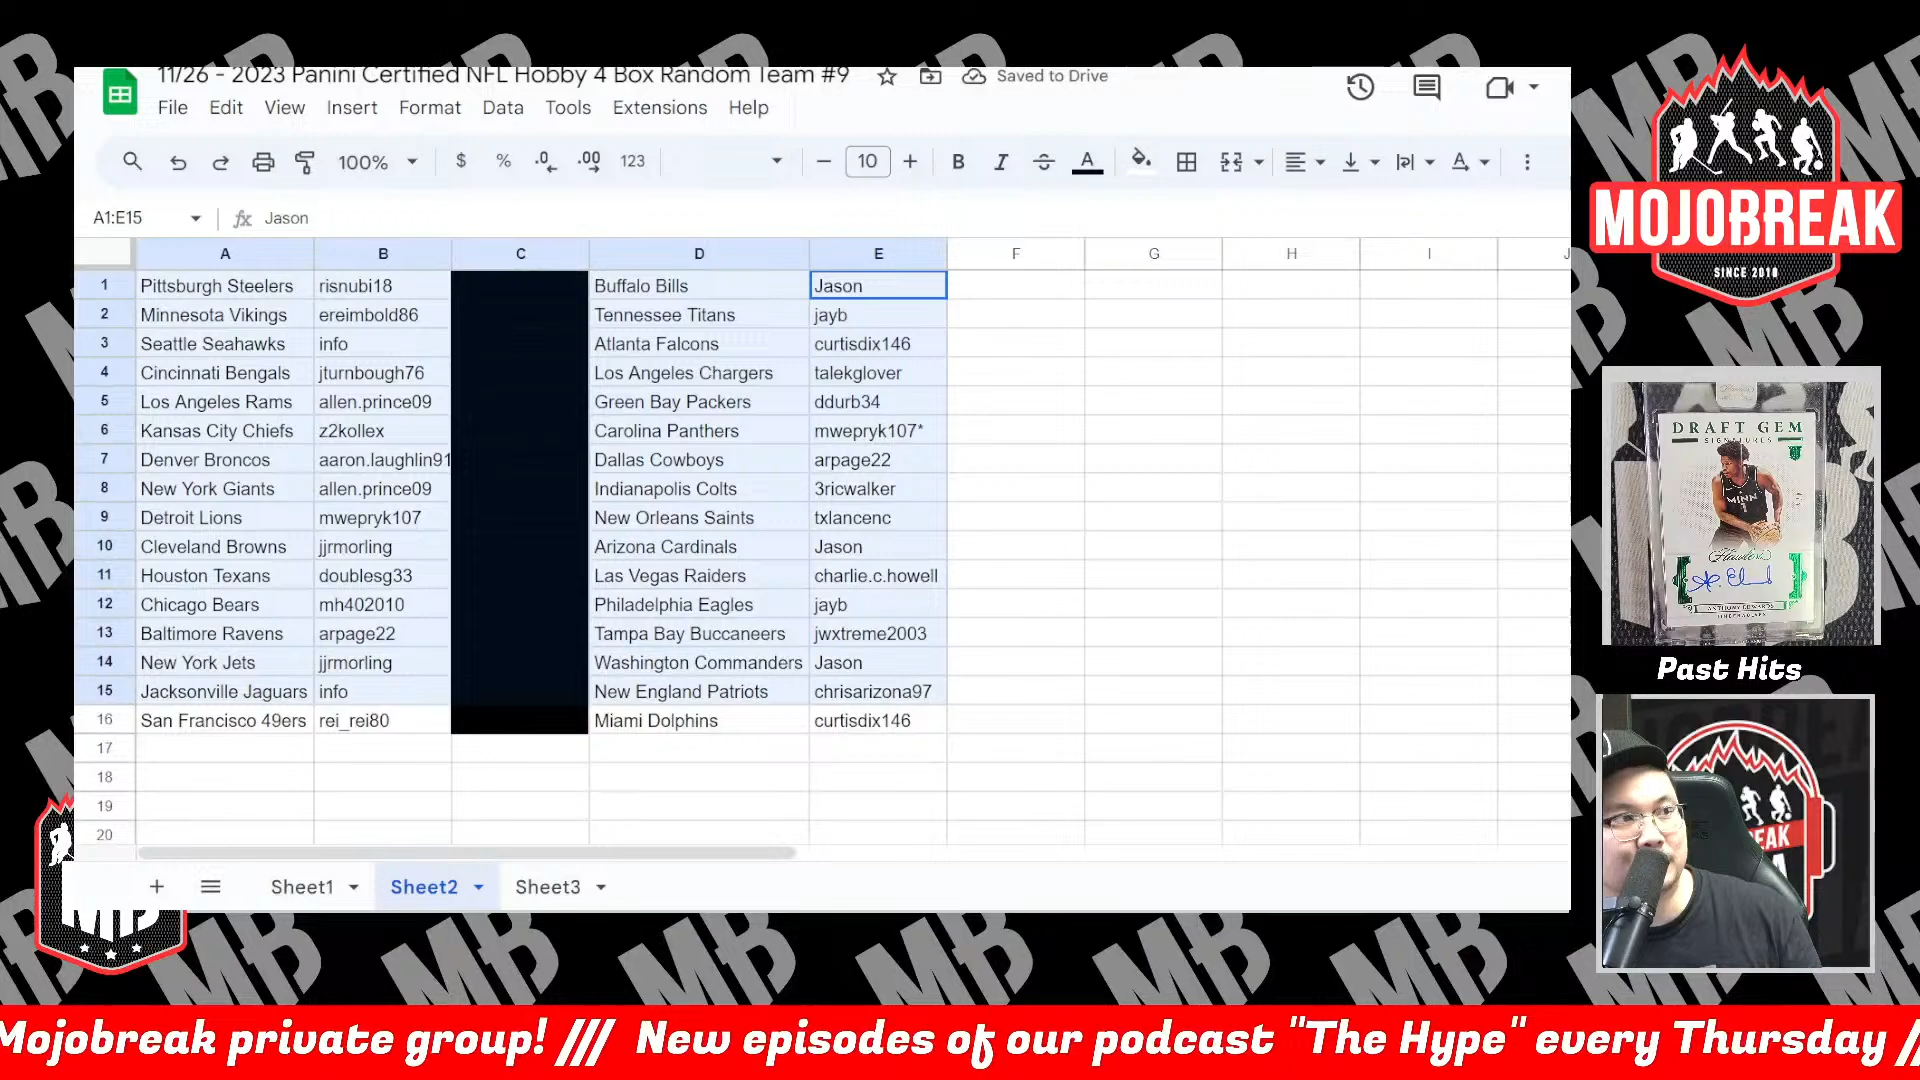 11/26 - 2023 Panini Certified NFL Hobby 4 Box Random Team #9
Saved to Drive
File Edit View Insert Format Data Tools Extensions Help
100% $ % .0 .00 123 10 B I A
A1:E15 fx Jason
A B C D E F G H I J
1 Pittsburgh Steelers risnubi18 Buffalo Bills Jason
2 Minnesota Vikings ereimbold86 Tennessee Titans jayb
3 Seattle Seahawks info Atlanta Falcons curtisdix146
4 Cincinnati Bengals jturnbough76 Los Angeles Chargers talekglover
5 Los Angeles Rams allen.prince09 Green Bay Packers ddurb34
6 Kansas City Chiefs z2kollex Carolina Panthers mwepryk107*
7 Denver Broncos aaron.laughlin91 Dallas Cowboys arpage22
8 New York Giants allen.prince09 Indianapolis Colts 3ricwalker
9 Detroit Lions mwepryk107 New Orleans Saints txlancenc
10 Cleveland Browns jjrmorling Arizona Cardinals Jason
11 Houston Texans doublesg33 Las Vegas Raiders charlie.c.howell
12 Chicago Bears mh402010 Philadelphia Eagles jayb
13 Baltimore Ravens arpage22 Tampa Bay Buccaneers jwxtreme2003
14 New York Jets jjrmorling Washington Commanders Jason
15 Jacksonville Jaguars info New England Patriots chrisarizona97
16 San Francisco 49ers rei_rei80 Miami Dolphins curtisdix146
17
18
19
20
Sheet1 Sheet2 Sheet3
MOJOBREAK
SINCE 2010
DRAFT GEM
SIGNATURES
MINN
1
Flawless
ANTHONY EDWARDS
Past Hits
MB
Mojobreak private group! /// New episodes of our podcast "The Hype" every Thursday //